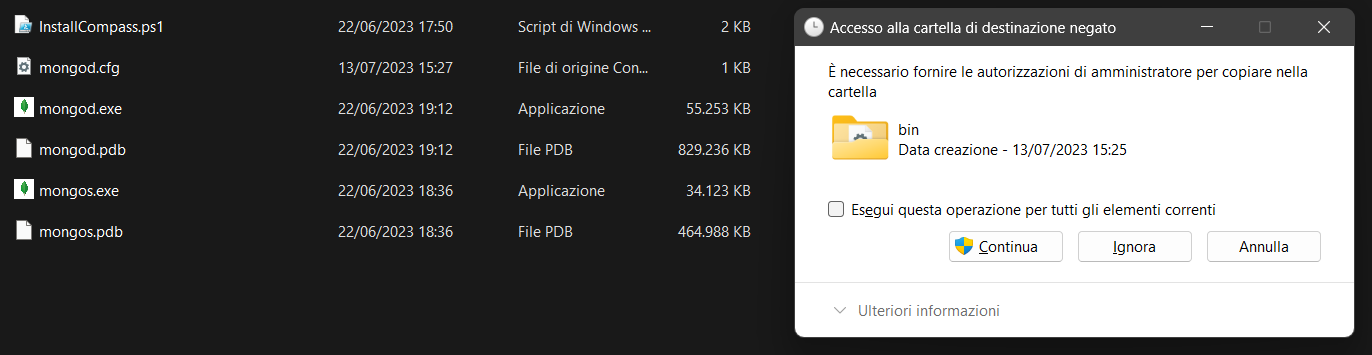 InstallCompass.ps1 22/06/2023 17:50 Script di Windows ... 2 KB
mongod.cfg 13/07/2023 15:27 File di origine Con... 1 KB
mongod.exe 22/06/2023 19:12 Applicazione 55.253 KB
mongod.pdb 22/06/2023 19:12 File PDB 829.236 KB
mongos.exe 22/06/2023 18:36 Applicazione 34.123 KB
mongos.pdb 22/06/2023 18:36 File PDB 464.988 KB
Accesso alla cartella di destinazione negato
È necessario fornire le autorizzazioni di amministratore per copiare nella
cartella
bin
Data creazione - 13/07/2023 15:25
Esegui questa operazione per tutti gli elementi correnti
Continua Ignora Annulla
Ulteriori informazioni